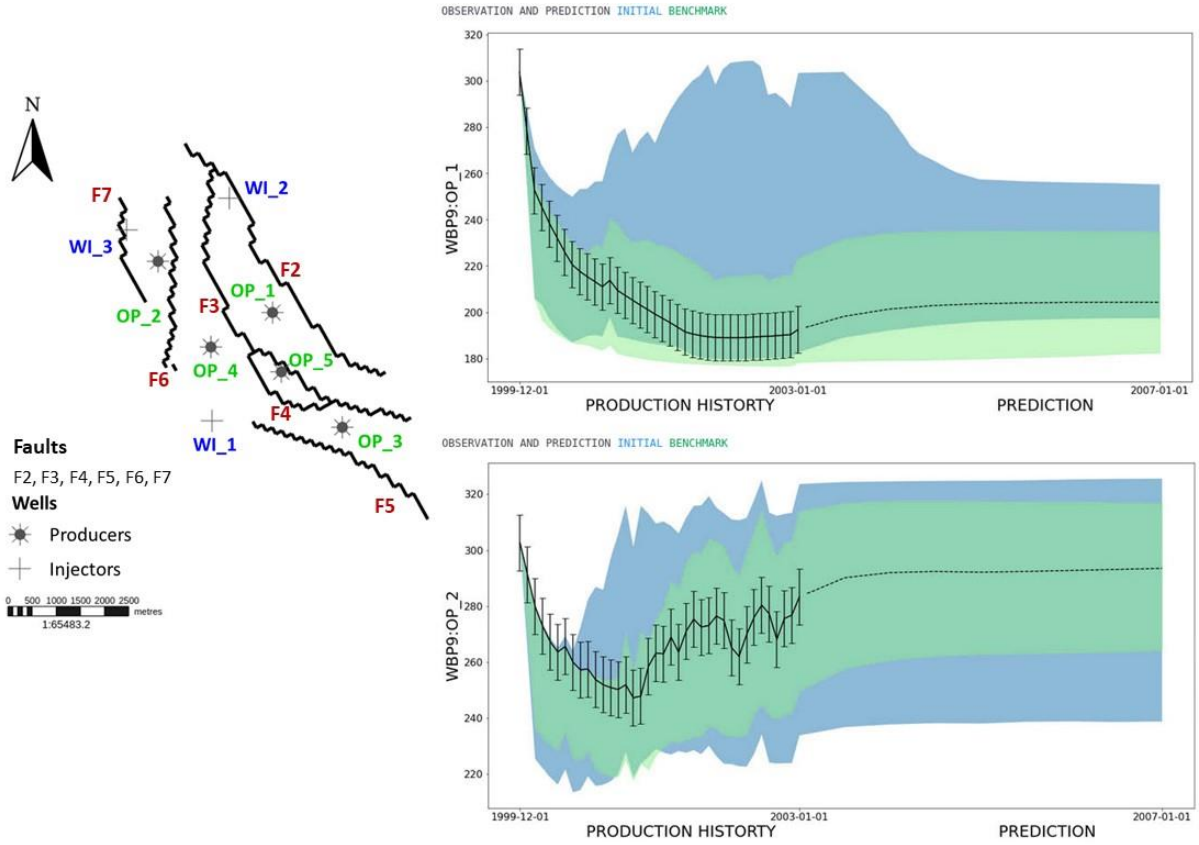 N
F7
WI_3
OP_2
F6
WI_2
F2
OP_1
F3
OP_4
OP_5
F4
WI_1
OP_3
F5
Faults
F2, F3, F4, F5, F6, F7
Wells
Producers
Injectors
0 500 1000 1500 2000 2500 metres
1:65483.2
OBSERVATION AND PREDICTION INITIAL BENCHMARK
WBP9:OP_1
320
300
280
260
240
220
200
180
1999-12-01 2003-01-01 2007-01-01
PRODUCTION HISTORTY PREDICTION
OBSERVATION AND PREDICTION INITIAL BENCHMARK
WBP9:OP_2
320
300
280
260
240
220
1999-12-01 2003-01-01 2007-01-01
PRODUCTION HISTORTY PREDICTION